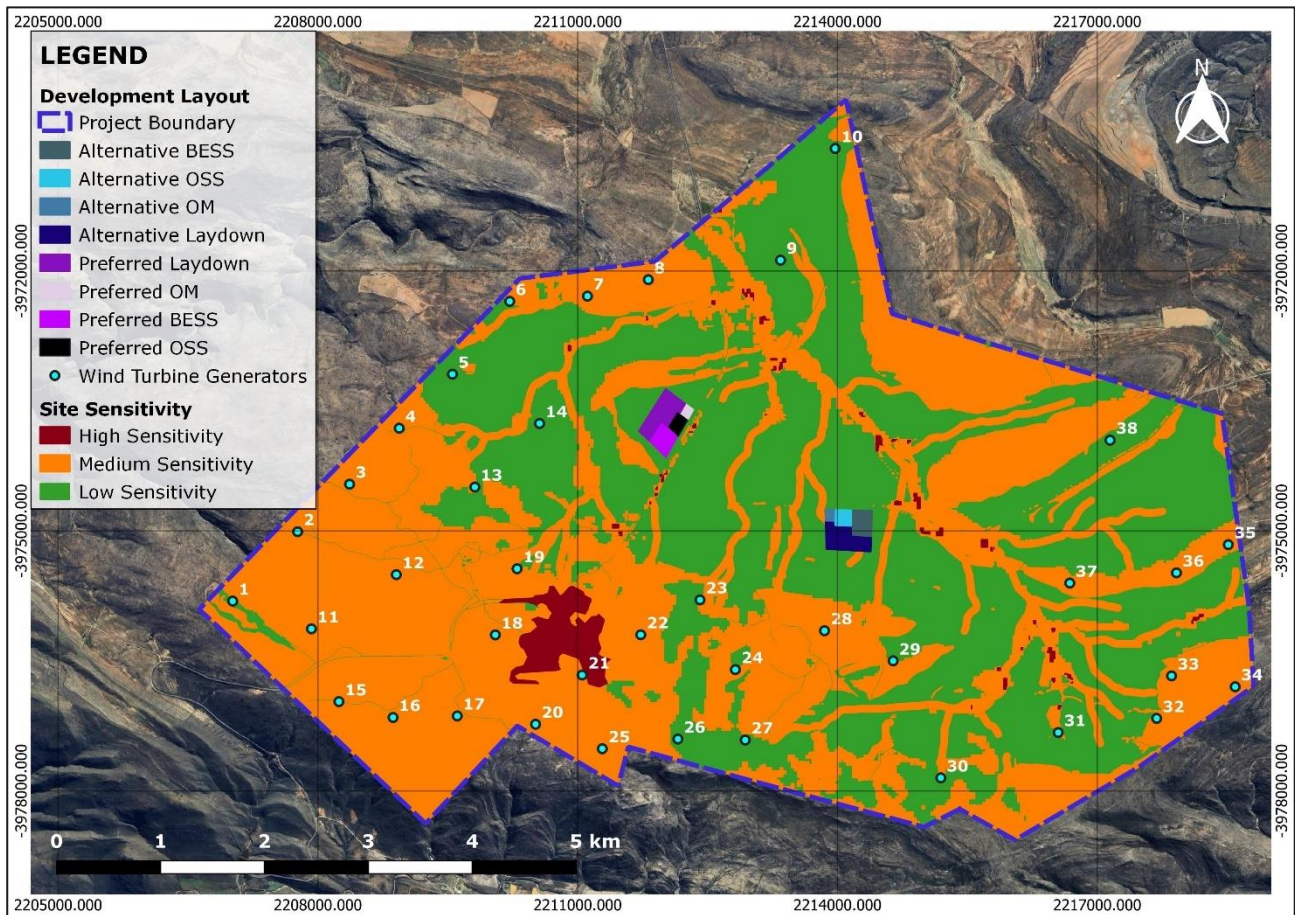 2205000.000 2208000.000 2211000.000 2214000.000 2217000.000
LEGEND
Development Layout
Project Boundary
Alternative BESS
Alternative OSS
Alternative OM
Alternative Laydown
Preferred Laydown
Preferred OM
Preferred BESS
Preferred OSS
Wind Turbine Generators
Site Sensitivity
High Sensitivity
Medium Sensitivity
Low Sensitivity
N
10
9
8
7
6
5
4
14
38
3
13
2
35
19
36
12
37
1
23
11
18
22
28
29
24
21
33
34
15
16
17
20
32
25
26
27
31
30
-3972000.000
-3975000.000
-3978000.000
-3972000.000
-3975000.000
-3978000.000
0 1 2 3 4 5 km
2205000.000 2208000.000 2211000.000 2214000.000 2217000.000